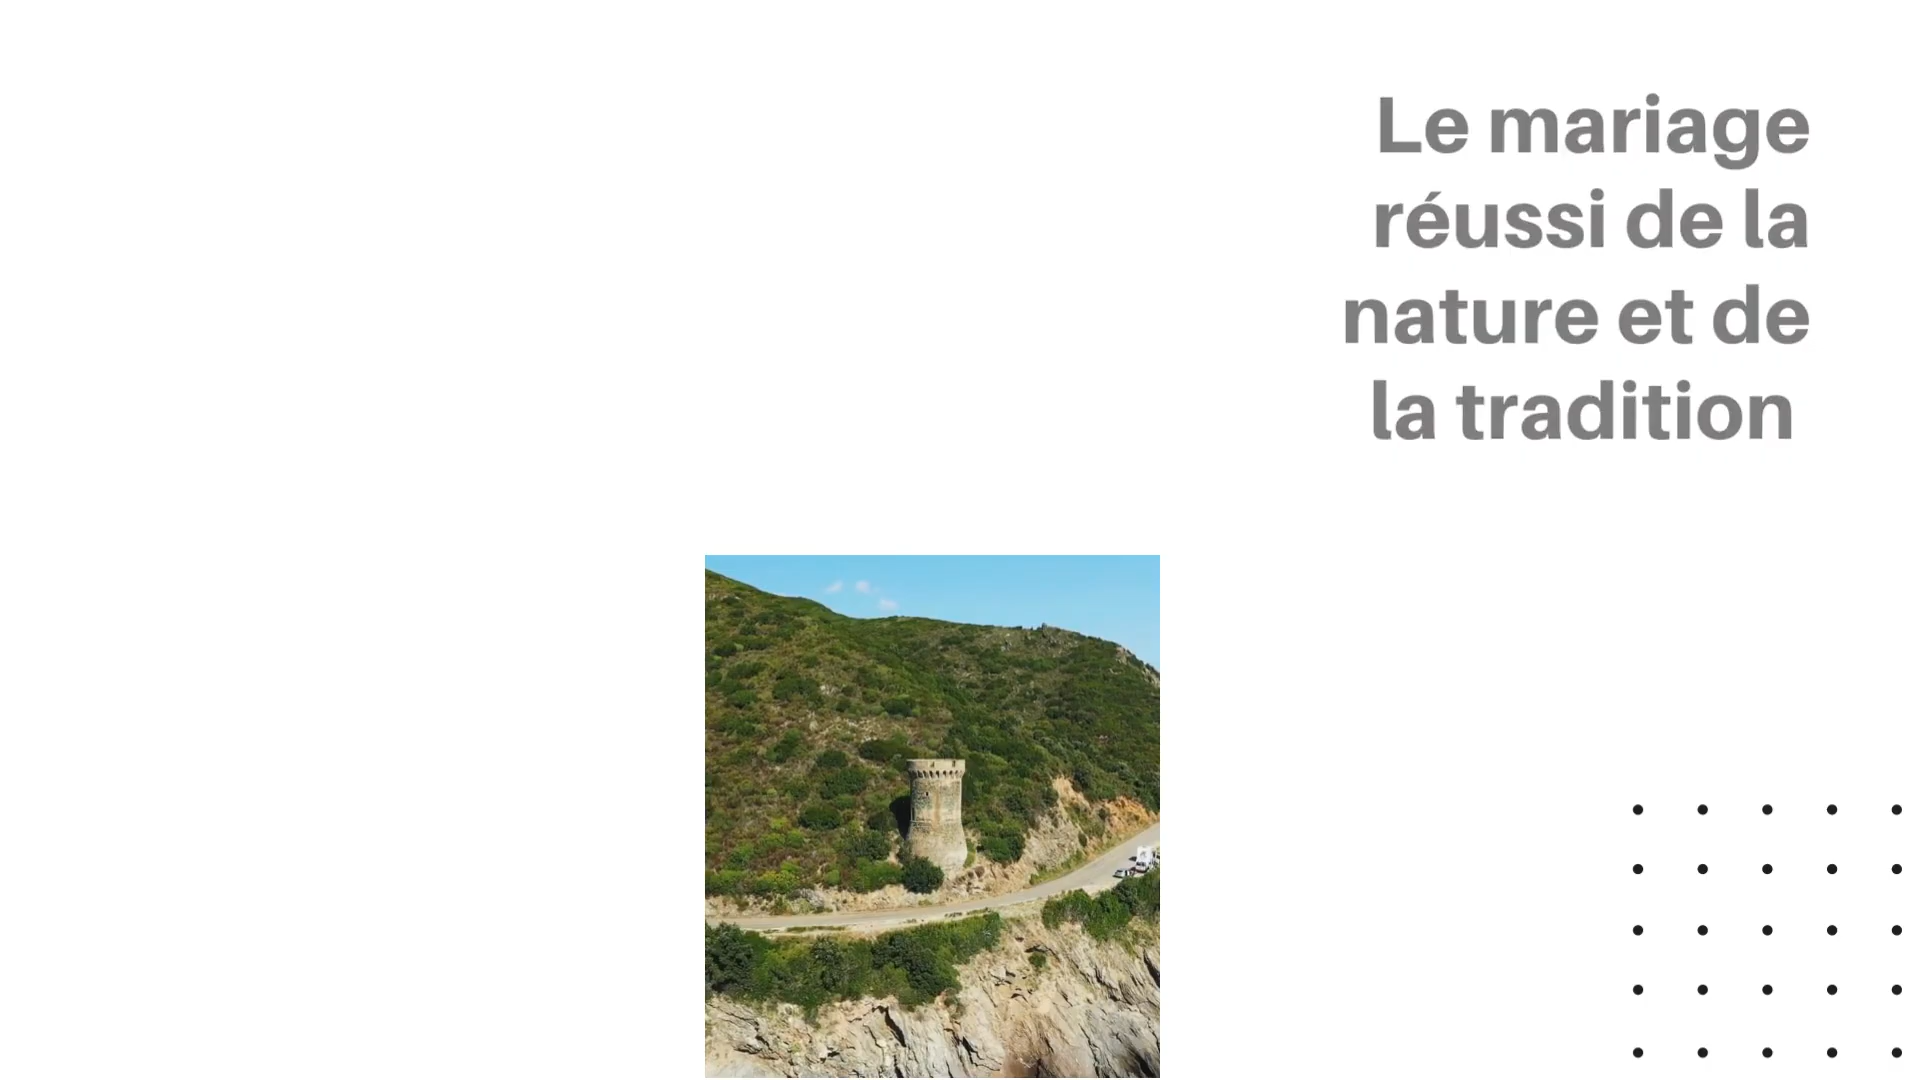 Le mariage
réussi de la
nature et de
la tradition